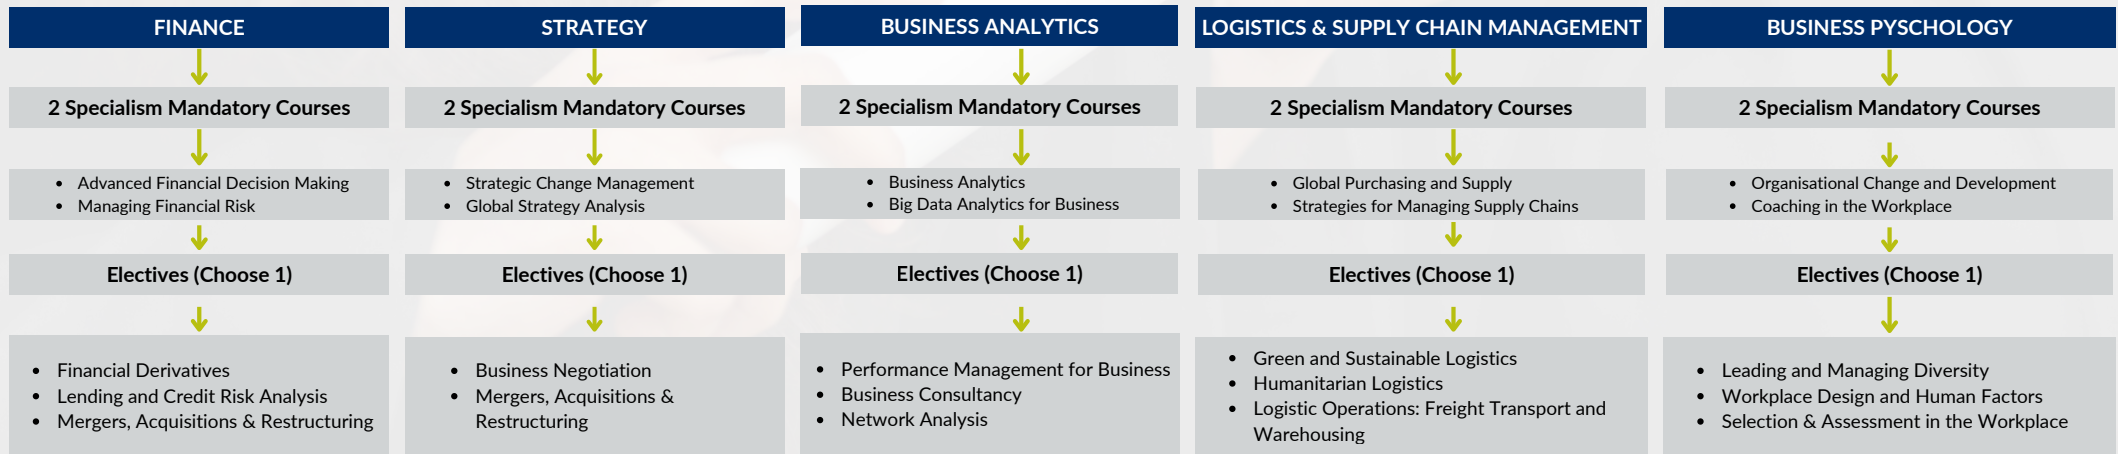 FINANCE
2 Specialism Mandatory Courses
• Advanced Financial Decision Making
• Managing Financial Risk
Electives (Choose 1)
• Financial Derivatives
• Lending and Credit Risk Analysis
• Mergers, Acquisitions & Restructuring
STRATEGY
2 Specialism Mandatory Courses
• Strategic Change Management
• Global Strategy Analysis
Electives (Choose 1)
• Business Negotiation
• Mergers, Acquisitions &
Restructuring
BUSINESS ANALYTICS
2 Specialism Mandatory Courses
• Business Analytics
• Big Data Analytics for Business
Electives (Choose 1)
• Performance Management for Business
• Business Consultancy
• Network Analysis
LOGISTICS & SUPPLY CHAIN MANAGEMENT
2 Specialism Mandatory Courses
• Global Purchasing and Supply
• Strategies for Managing Supply Chains
Electives (Choose 1)
• Green and Sustainable Logistics
• Humanitarian Logistics
• Logistic Operations: Freight Transport and
Warehousing
BUSINESS PYSCHOLOGY
2 Specialism Mandatory Courses
• Organisational Change and Development
• Coaching in the Workplace
Electives (Choose 1)
• Leading and Managing Diversity
• Workplace Design and Human Factors
• Selection & Assessment in the Workplace